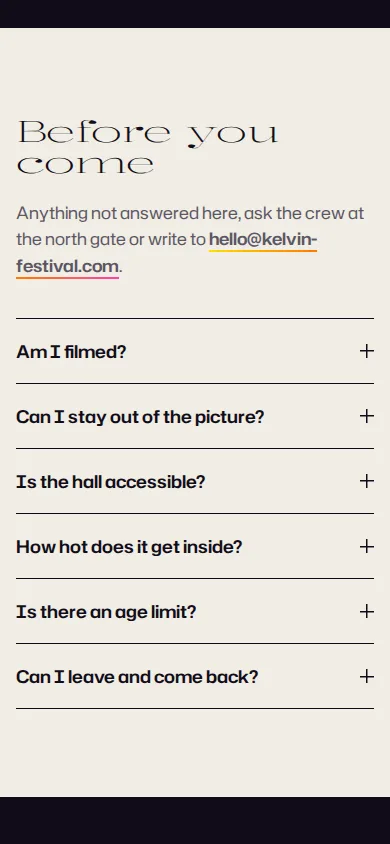 Before you
come
Anything not answered here, ask the crew at
the north gate or write to hello@kelvin-
festival.com.
Am I filmed?
Can I stay out of the picture?
Is the hall accessible?
How hot does it get inside?
Is there an age limit?
Can I leave and come back?